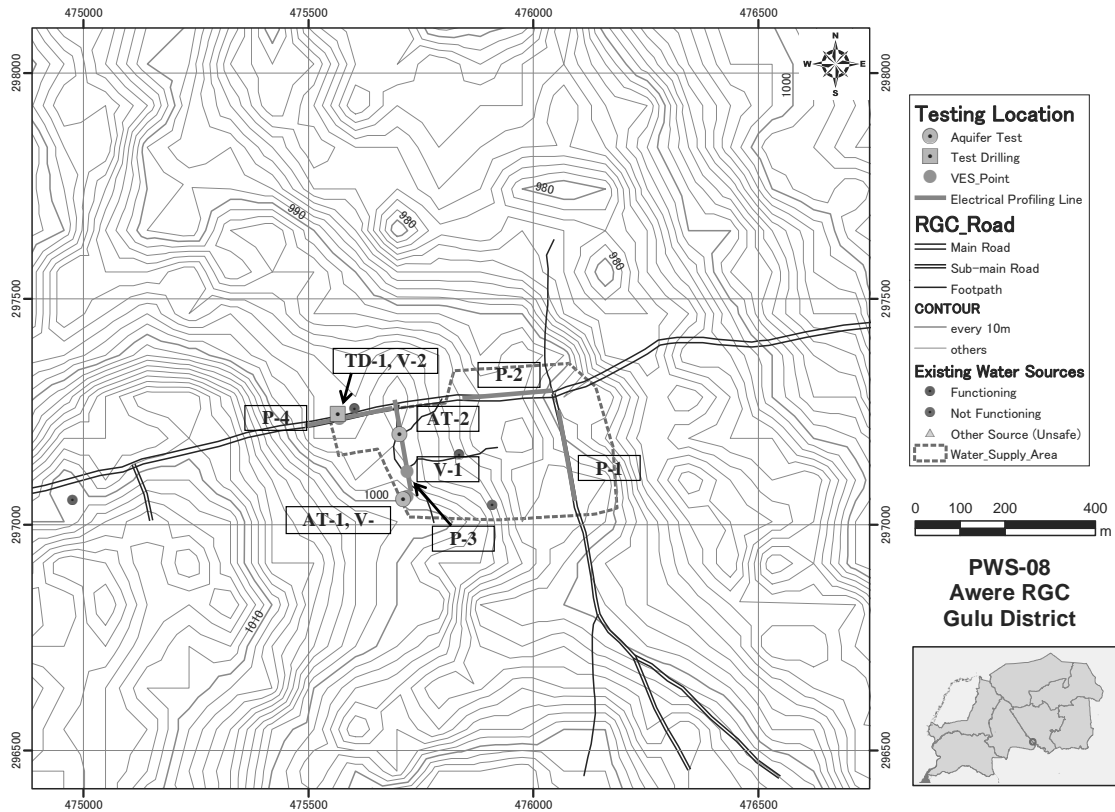 475000 475500 476000 476500
298000 298000
N
W E
S
1000
980
990
980
980
297500 297500
TD-1, V-2
P-2
P-4
AT-2
V-1
P-1
1000
AT-1, V-
P-3
297000 297000
1010
296500 296500
475000 475500 476000 476500
Testing Location
Aquifer Test
Test Drilling
VES_Point
Electrical Profiling Line
RGC_Road
Main Road
Sub-main Road
Footpath
CONTOUR
every 10m
others
Existing Water Sources
Functioning
Not Functioning
Other Source (Unsafe)
Water_Supply_Area
0 100 200 400
m
PWS-08
Awere RGC
Gulu District